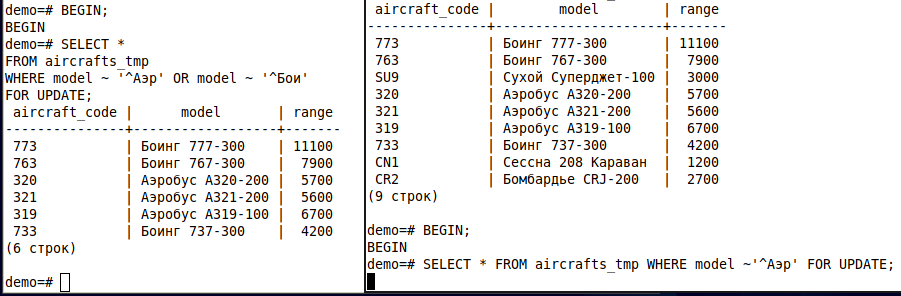 demo=# BEGIN;
BEGIN
demo=# SELECT *
FROM aircrafts_tmp
WHERE model ~ '^Аэр' OR model ~ '^Бои'
FOR UPDATE;
 aircraft_code |      model       | range
---------------+------------------+-------
 773           | Боинг 777-300    | 11100
 763           | Боинг 767-300    |  7900
 320           | Аэробус A320-200 |  5700
 321           | Аэробус A321-200 |  5600
 319           | Аэробус A319-100 |  6700
 733           | Боинг 737-300    |  4200
(6 строк)
demo=#
 aircraft_code |        model        | range
---------------+---------------------+-------
 773           | Боинг 777-300       | 11100
 763           | Боинг 767-300       |  7900
 SU9           | Сухой Суперджет-100 |  3000
 320           | Аэробус A320-200    |  5700
 321           | Аэробус A321-200    |  5600
 319           | Аэробус A319-100    |  6700
 733           | Боинг 737-300       |  4200
 CN1           | Сессна 208 Караван  |  1200
 CR2           | Бомбардье CRJ-200   |  2700
(9 строк)
demo=# BEGIN;
BEGIN
demo=# SELECT * FROM aircrafts_tmp WHERE model ~'^Аэр' FOR UPDATE;